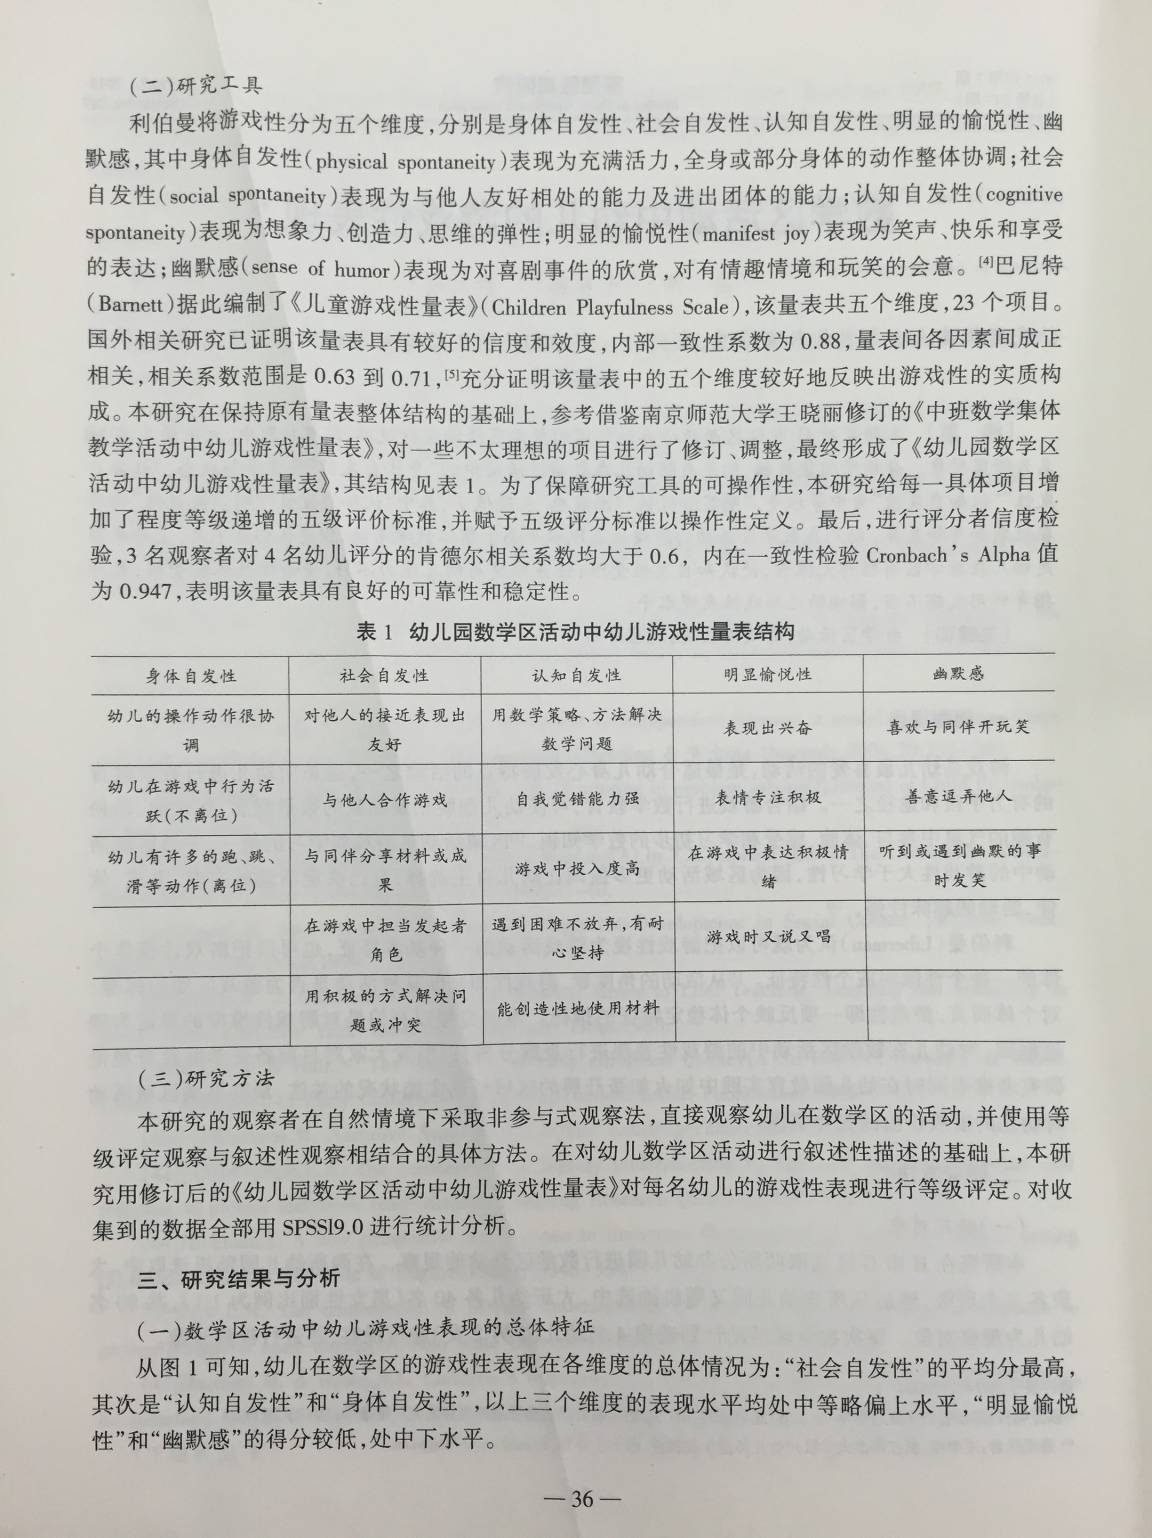 (二)研究工具
利伯曼将游戏性分为五个维度,分别是身体自发性、社会自发性、认知自发性、明显的愉悦性、幽
默感,其中身体自发性(physical spontaneity)表现为充满活力,全身或部分身体的动作整体协调;社会
自发性(social spontaneity)表现为与他人友好相处的能力及进出团体的能力;认知自发性(cognitive
spontaneity)表现为想象力、创造力、思维的弹性;明显的愉悦性(manifest joy)表现为笑声、快乐和享受
的表达;幽默感(sense of humor)表现为对喜剧事件的欣赏,对有情趣情境和玩笑的会意。[4]巴尼特
(Barnett)据此编制了《儿童游戏性量表》(Children Playfulness Scale),该量表共五个维度,23 个项目。
国外相关研究已证明该量表具有较好的信度和效度,内部一致性系数为 0.88,量表间各因素间成正
相关,相关系数范围是 0.63 到 0.71,[5]充分证明该量表中的五个维度较好地反映出游戏性的实质构
成。本研究在保持原有量表整体结构的基础上,参考借鉴南京师范大学王晓丽修订的《中班数学集体
教学活动中幼儿游戏性量表》,对一些不太理想的项目进行了修订、调整,最终形成了《幼儿园数学区
活动中幼儿游戏性量表》,其结构见表 1。为了保障研究工具的可操作性,本研究给每一具体项目增
加了程度等级递增的五级评价标准,并赋予五级评分标准以操作性定义。最后,进行评分者信度检
验,3 名观察者对 4 名幼儿评分的肯德尔相关系数均大于 0.6, 内在一致性检验 Cronbach's Alpha 值
为 0.947,表明该量表具有良好的可靠性和稳定性。
表 1 幼儿园数学区活动中幼儿游戏性量表结构
身体自发性 社会自发性 认知自发性 明显愉悦性 幽默感
幼儿的操作动作很协 对他人的接近表现出 用数学策略、方法解决 表现出兴奋 喜欢与同伴开玩笑
调 友好 数学问题
幼儿在游戏中行为活 与他人合作游戏 自我觉错能力强 表情专注积极 善意逗弄他人
跃(不离位)
幼儿有许多的跑、跳、 与同伴分享材料或成 游戏中投入度高 在游戏中表达积极情 听到或遇到幽默的事
滑等动作(离位) 果 绪 时发笑
在游戏中担当发起者 遇到困难不放弃,有耐 游戏时又说又唱
角色 心坚持
用积极的方式解决问 能创造性地使用材料
题或冲突
(三)研究方法
本研究的观察者在自然情境下采取非参与式观察法,直接观察幼儿在数学区的活动,并使用等
级评定观察与叙述性观察相结合的具体方法。在对幼儿数学区活动进行叙述性描述的基础上,本研
究用修订后的《幼儿园数学区活动中幼儿游戏性量表》对每名幼儿的游戏性表现进行等级评定。对收
集到的数据全部用 SPSS19.0 进行统计分析。
三、研究结果与分析
(一)数学区活动中幼儿游戏性表现的总体特征
从图 1 可知,幼儿在数学区的游戏性表现在各维度的总体情况为:“社会自发性”的平均分最高,
其次是“认知自发性”和“身体自发性”,以上三个维度的表现水平均处中等略偏上水平,“明显愉悦
性”和“幽默感”的得分较低,处中下水平。
— 36 —